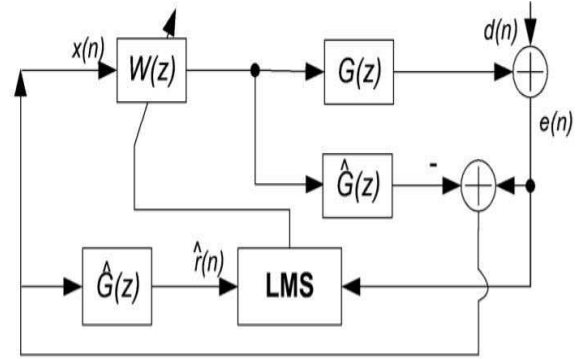 d(n)
x(n)
W(z)
G(z)
e(n)
-
Ĝ(z)
Ĝ(z)
r̂(n)
LMS